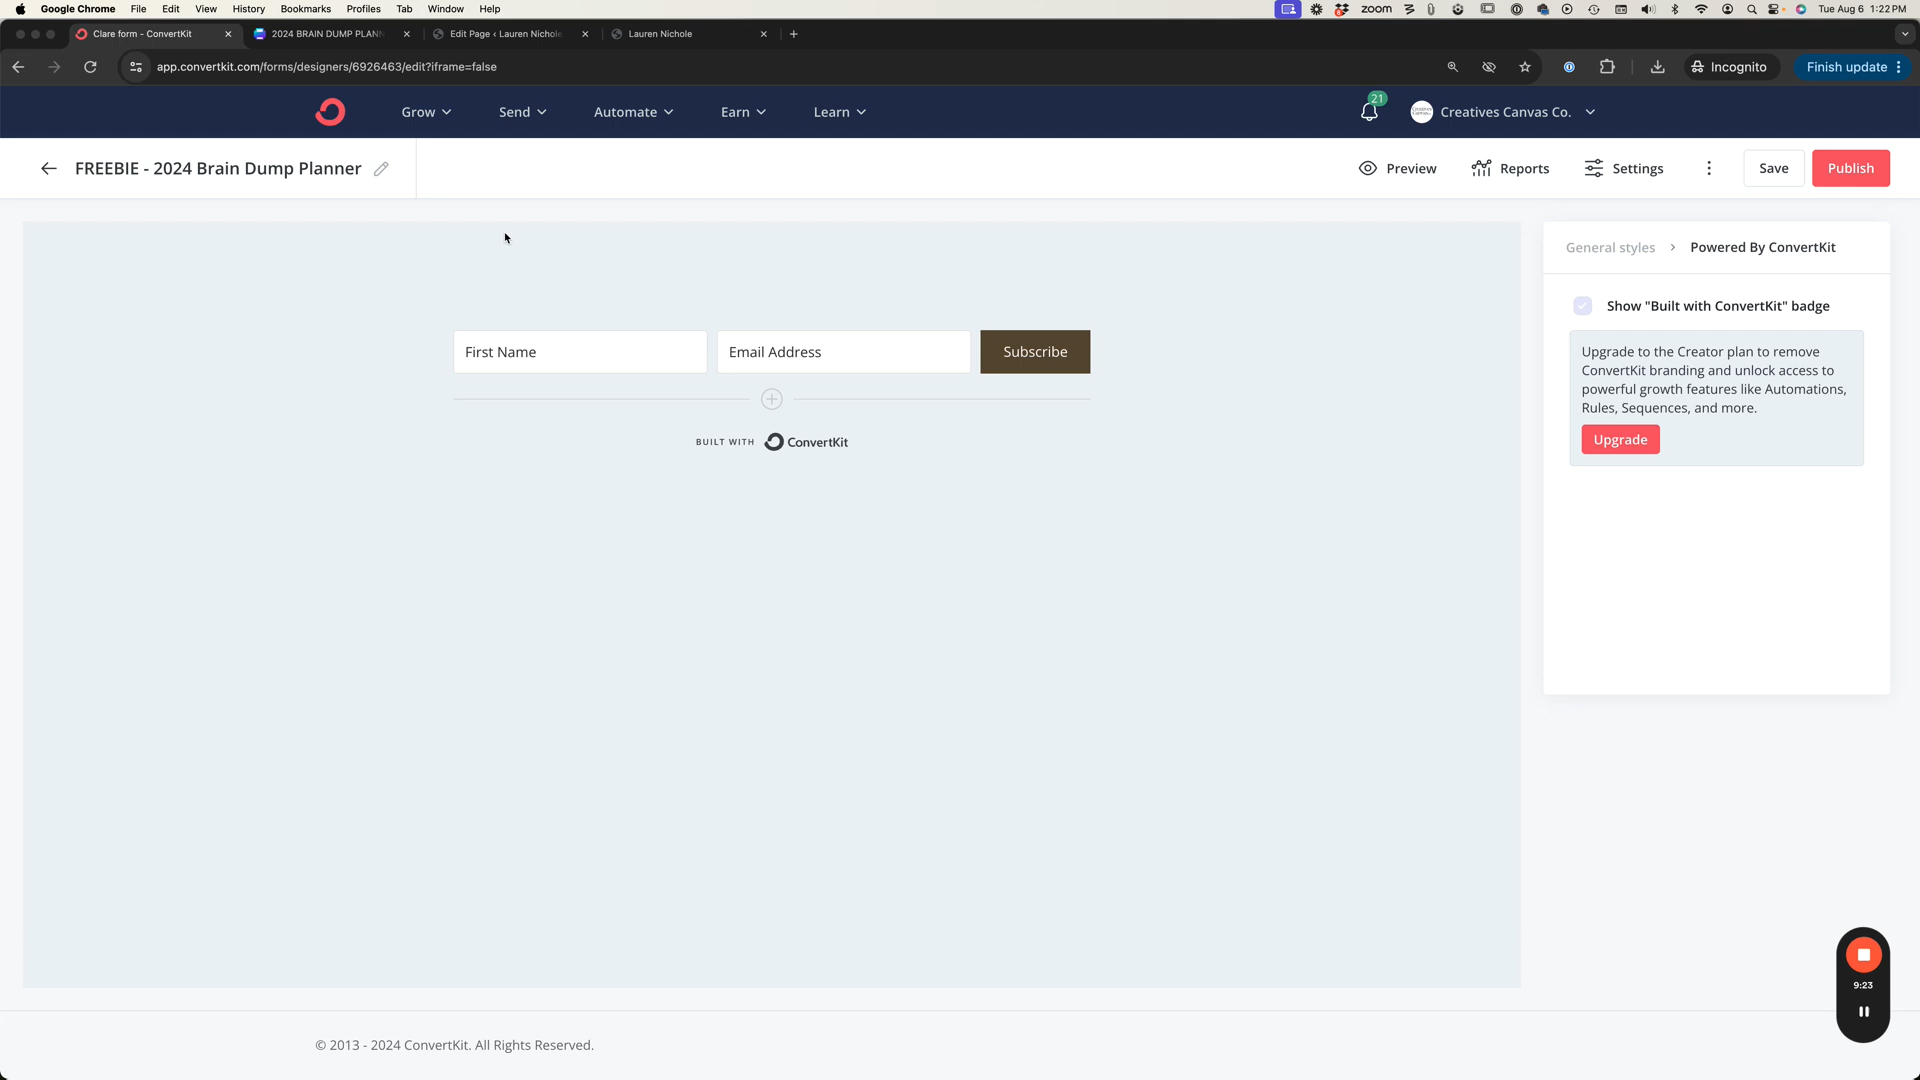 Google Chrome File Edit View History Bookmarks Profiles Tab Window Help zoom Tue Aug 6 1:22 PM
Clare form - ConvertKit 2024 BRAIN DUMP PLANN Edit Page ‹ Lauren Nichole Lauren Nichole
app.convertkit.com/forms/designers/6926463/edit?iframe=false Incognito Finish update
Grow Send Automate Earn Learn 21 Creatives Canvas Co.
FREEBIE - 2024 Brain Dump Planner Preview Reports Settings Save Publish
General styles > Powered By ConvertKit
Show "Built with ConvertKit" badge
First Name Email Address Subscribe
Upgrade to the Creator plan to remove
ConvertKit branding and unlock access to
powerful growth features like Automations,
Rules, Sequences, and more.
Upgrade
BUILT WITH ConvertKit
9:23
© 2013 - 2024 ConvertKit. All Rights Reserved.